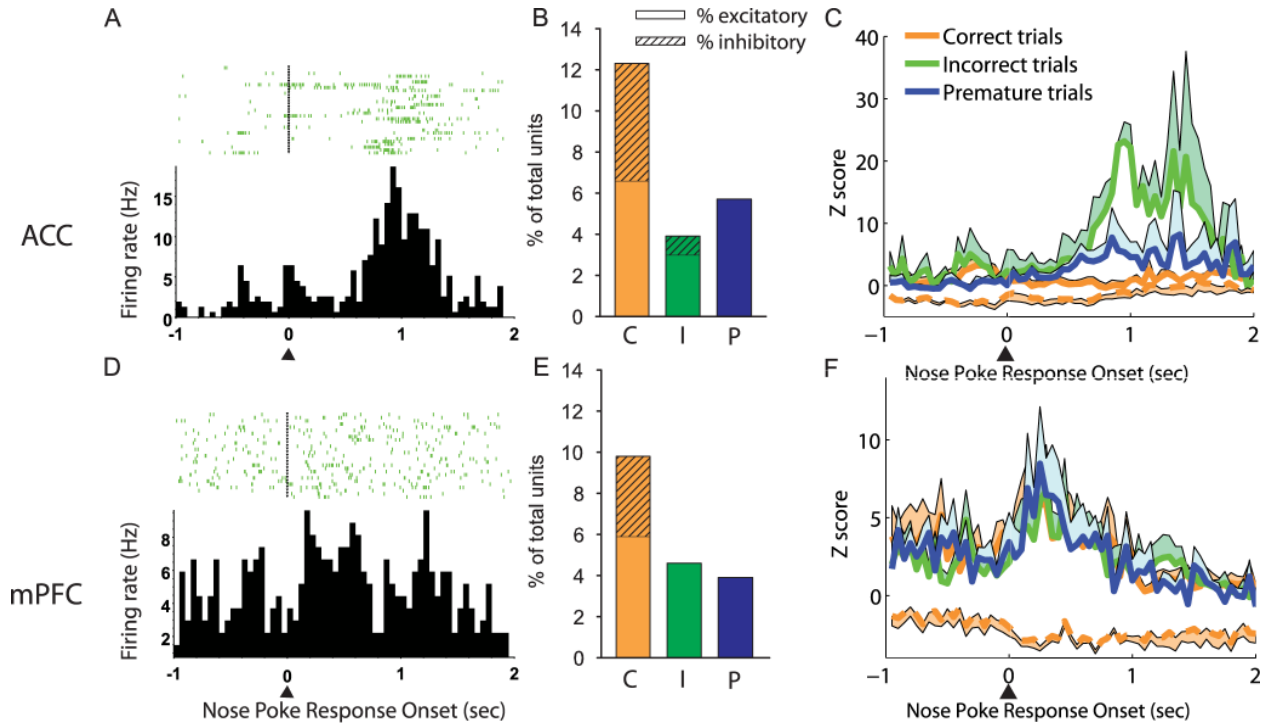 A
B
C
% excitatory
% inhibitory
Correct trials
Incorrect trials
Premature trials
ACC
Firing rate (Hz)
15
10
5
0
-1
0
1
2
% of total units
14
12
10
8
6
4
2
0
C
I
P
Z score
40
30
20
10
0
−1
0
1
2
Nose Poke Response Onset (sec)
D
E
F
mPFC
Firing rate (Hz)
8
6
4
2
-1
0
1
2
Nose Poke Response Onset (sec)
% of total units
14
12
10
8
6
4
2
0
C
I
P
Z score
10
5
0
−1
0
1
2
Nose Poke Response Onset (sec)